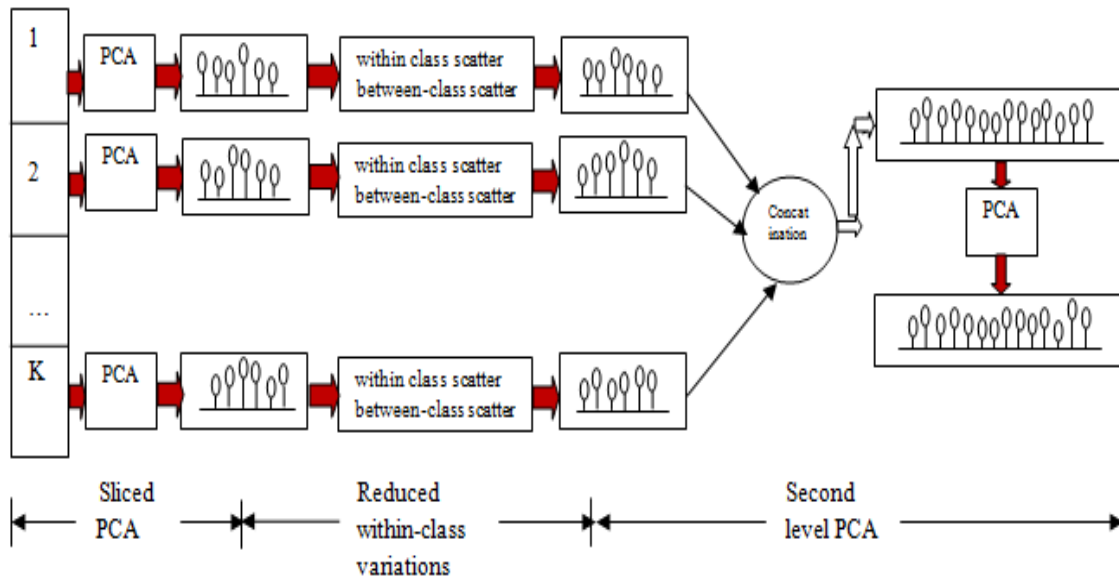 1
PCA
within class scatter
between-class scatter
2
PCA
within class scatter
between-class scatter
...
K
PCA
within class scatter
between-class scatter
Concat
ination
PCA
Sliced
PCA
Reduced
within-class
variations
Second
level PCA